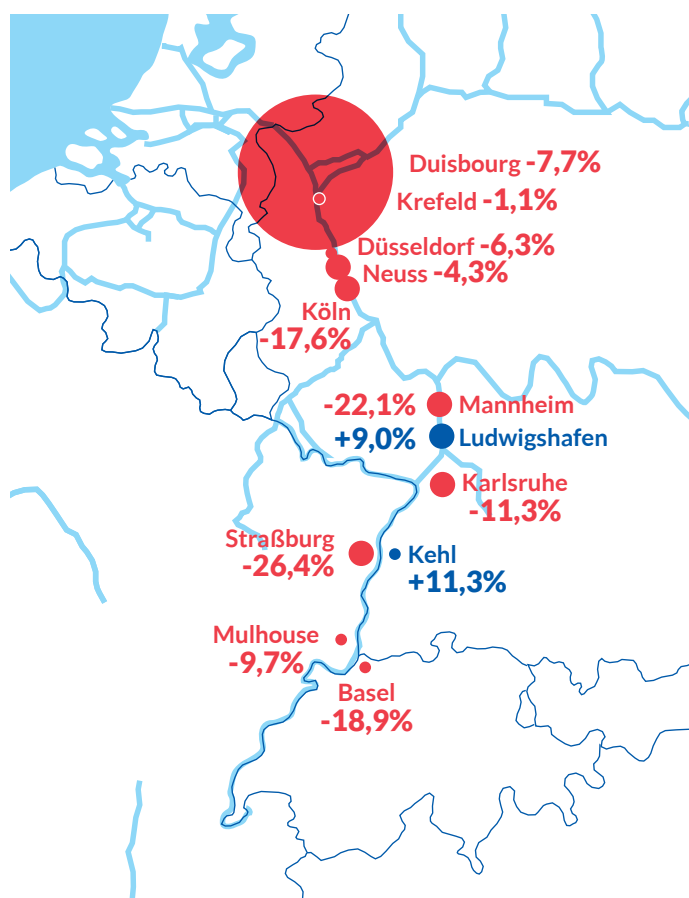 Duisbourg -7,7%
Krefeld -1,1%
Düsseldorf -6,3%
Neuss -4,3%
Köln
-17,6%
-22,1% Mannheim
+9,0% Ludwigshafen
Karlsruhe
-11,3%
Straßburg
-26,4%
Kehl
+11,3%
Mulhouse
-9,7%
Basel
-18,9%